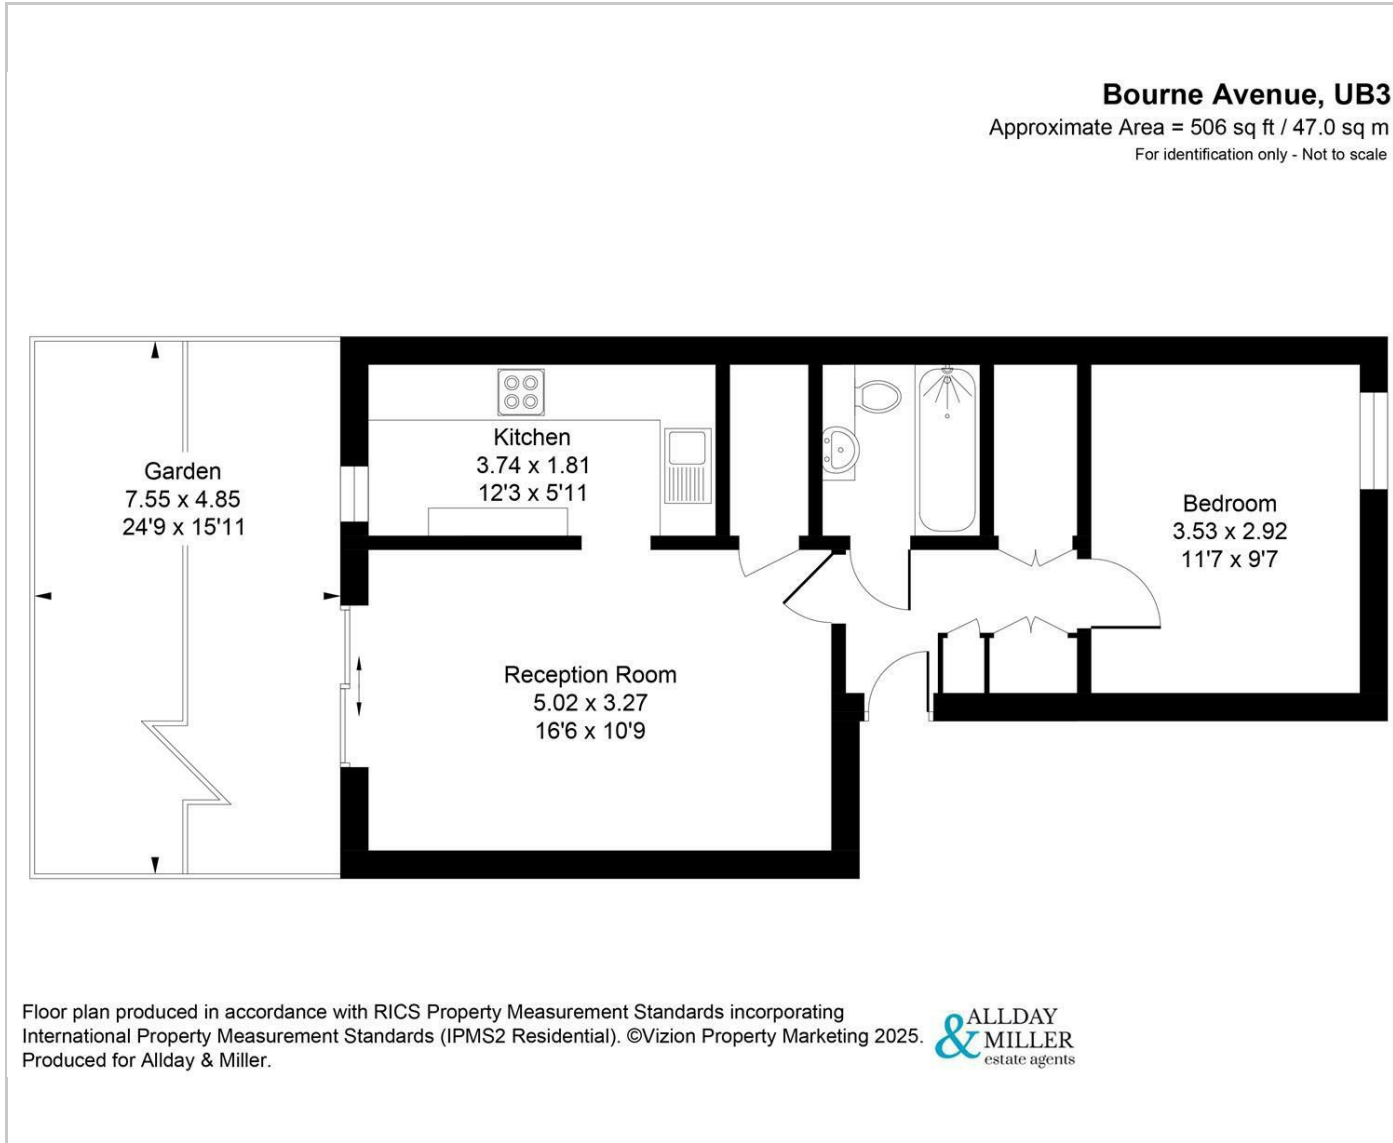 Bourne Avenue, UB3
Approximate Area = 506 sq ft / 47.0 sq m
For identification only - Not to scale
Garden
7.55 x 4.85
24'9 x 15'11
Kitchen
3.74 x 1.81
12'3 x 5'11
Bedroom
3.53 x 2.92
11'7 x 9'7
Reception Room
5.02 x 3.27
16'6 x 10'9
Floor plan produced in accordance with RICS Property Measurement Standards incorporating
International Property Measurement Standards (IPMS2 Residential). ©Vizion Property Marketing 2025.
Produced for Allday & Miller.
ALLDAY
& MILLER
estate agents